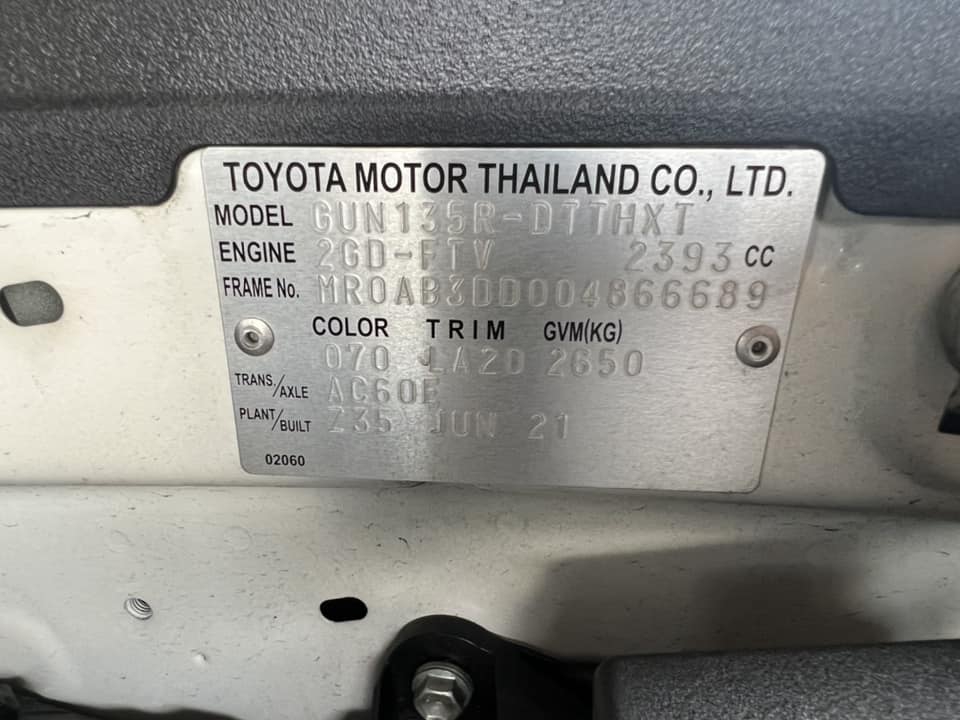 TOYOTA MOTOR THAILAND CO., LTD.
MODEL GUN135R-DTTHXT
ENGINE 2GD-FTV 2393 CC
FRAME No. MR0AB3DD004866689
COLOR TRIM GVM(KG)
070 LA20 2650
TRANS./AXLE AC60E
PLANT/BUILT Z35 JUN 21
02060